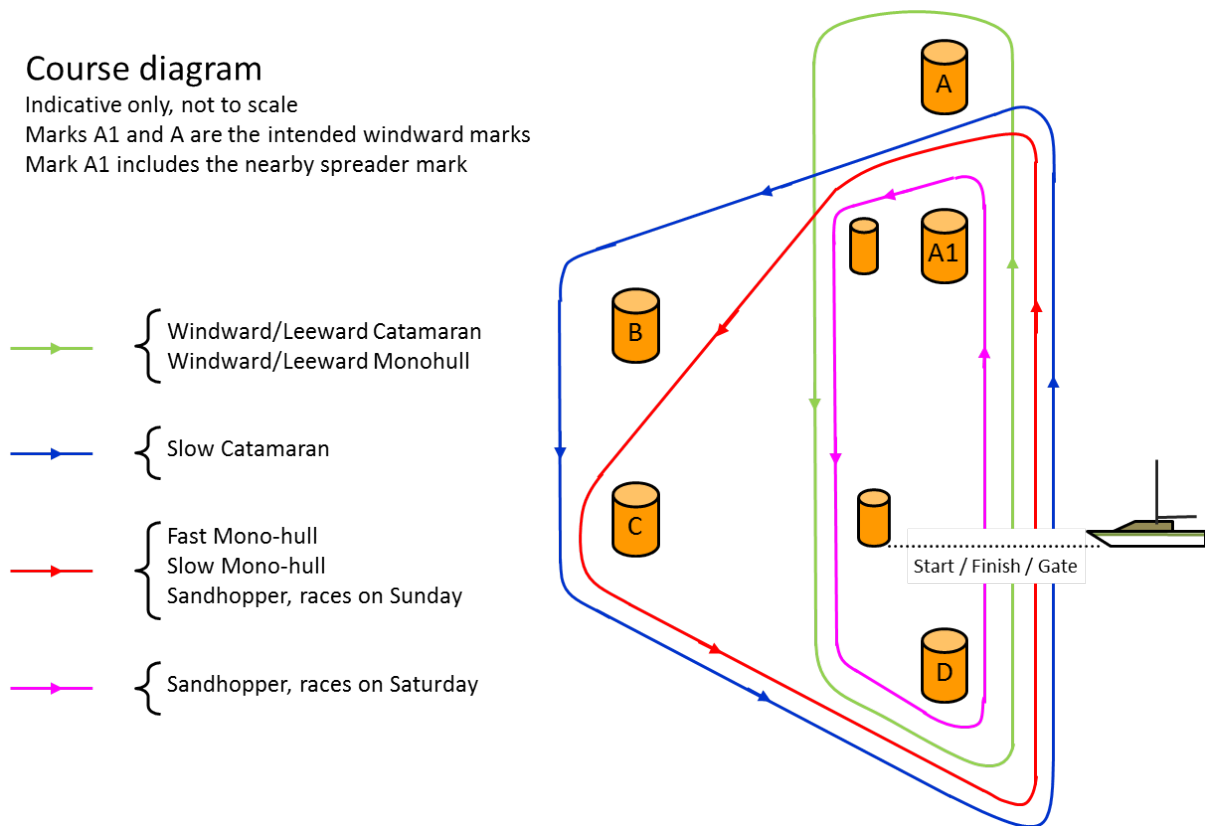 Course diagram
Indicative only, not to scale
Marks A1 and A are the intended windward marks
Mark A1 includes the nearby spreader mark
A
A1
B
Windward/Leeward Catamaran
Windward/Leeward Monohull
Slow Catamaran
C
Fast Mono-hull
Slow Mono-hull
Sandhopper, races on Sunday
Start / Finish / Gate
D
Sandhopper, races on Saturday